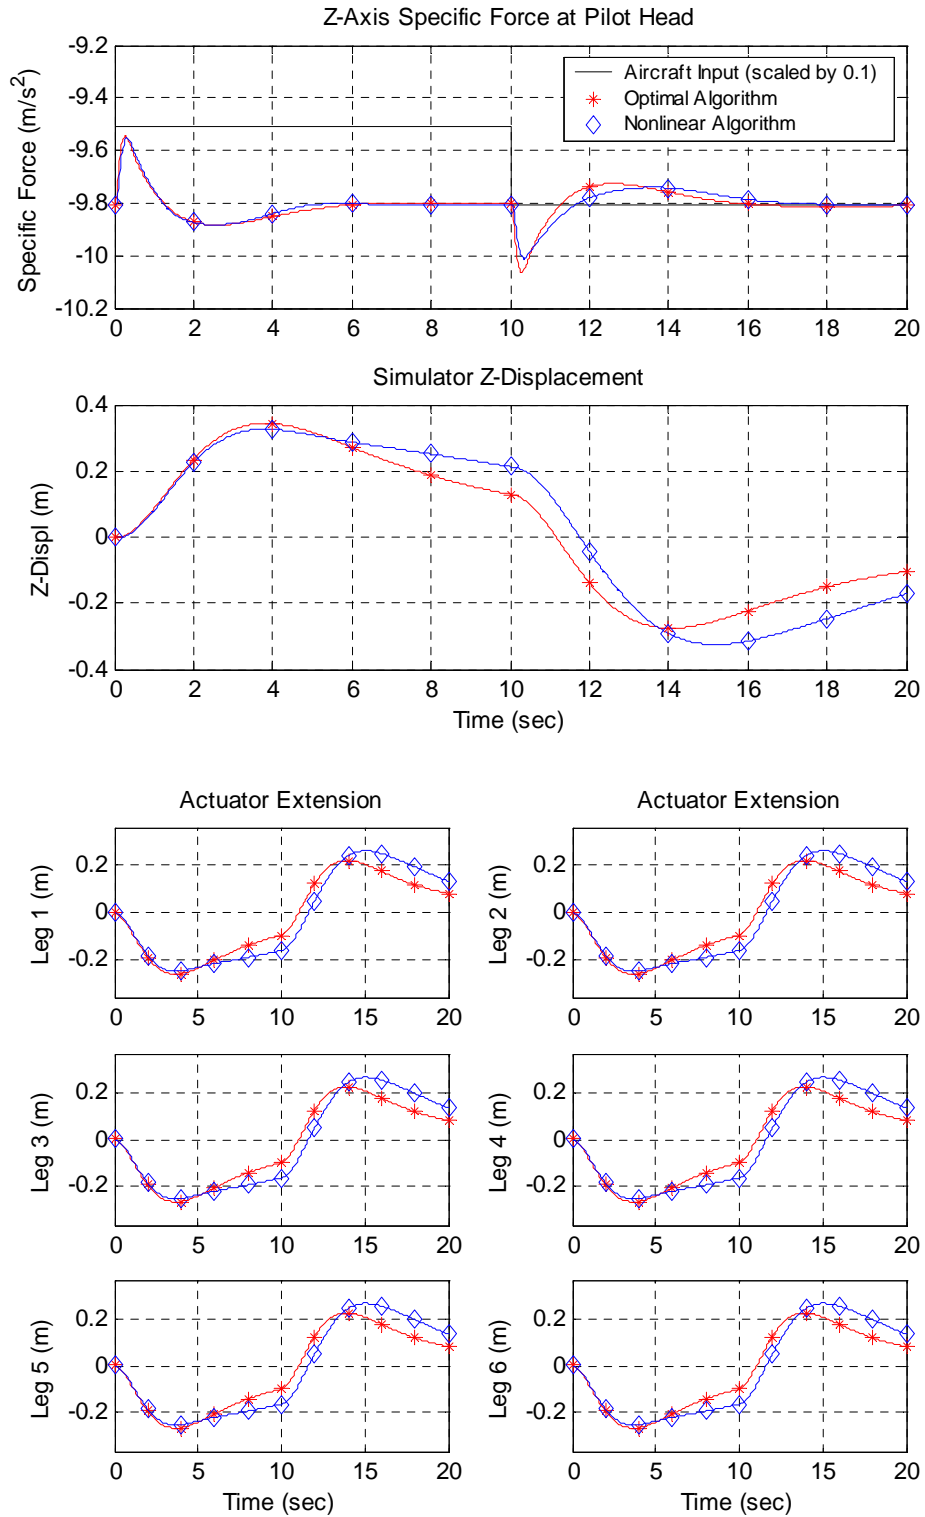 Z-Axis Specific Force at Pilot Head
Specific Force (m/s²)
-9.2
-9.4
-9.6
-9.8
-10
-10.2
Aircraft Input (scaled by 0.1)
Optimal Algorithm
Nonlinear Algorithm
0 2 4 6 8 10 12 14 16 18 20
Simulator Z-Displacement
Z-Displ (m)
0.4
0.2
0
-0.2
-0.4
0 2 4 6 8 10 12 14 16 18 20
Time (sec)
Actuator Extension
Leg 1 (m)
0.2
0
-0.2
0 5 10 15 20
Actuator Extension
Leg 2 (m)
0.2
0
-0.2
0 5 10 15 20
Leg 3 (m)
0.2
0
-0.2
0 5 10 15 20
Leg 4 (m)
0.2
0
-0.2
0 5 10 15 20
Leg 5 (m)
0.2
0
-0.2
0 5 10 15 20
Time (sec)
Leg 6 (m)
0.2
0
-0.2
0 5 10 15 20
Time (sec)